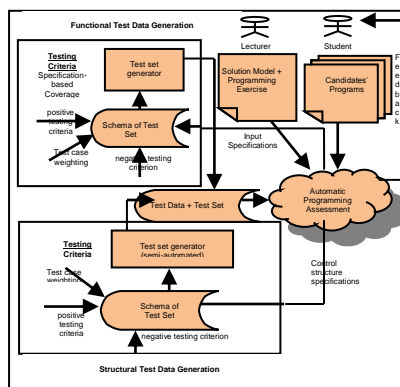 Functional Test Data Generation
Lecturer
Student
Testing
Criteria
Specification-
based
Coverage
Test set
generator
Solution Model +
Programming
Exercise
Candidates'
Programs
F
e
e
d
b
a
c
k
positive
testing
criteria
Schema of Test
Set
Test case
weighting
negative testing
criterion
Input
Specifications
Test Data + Test Set
Automatic
Programming
Assessment
Testing
Criteria
Test set generator
(semi-automated)
Test case
weighting
Control
structure
specifications
Schema of
Test Set
positive
testing
criteria
negative testing criterion
Structural Test Data Generation